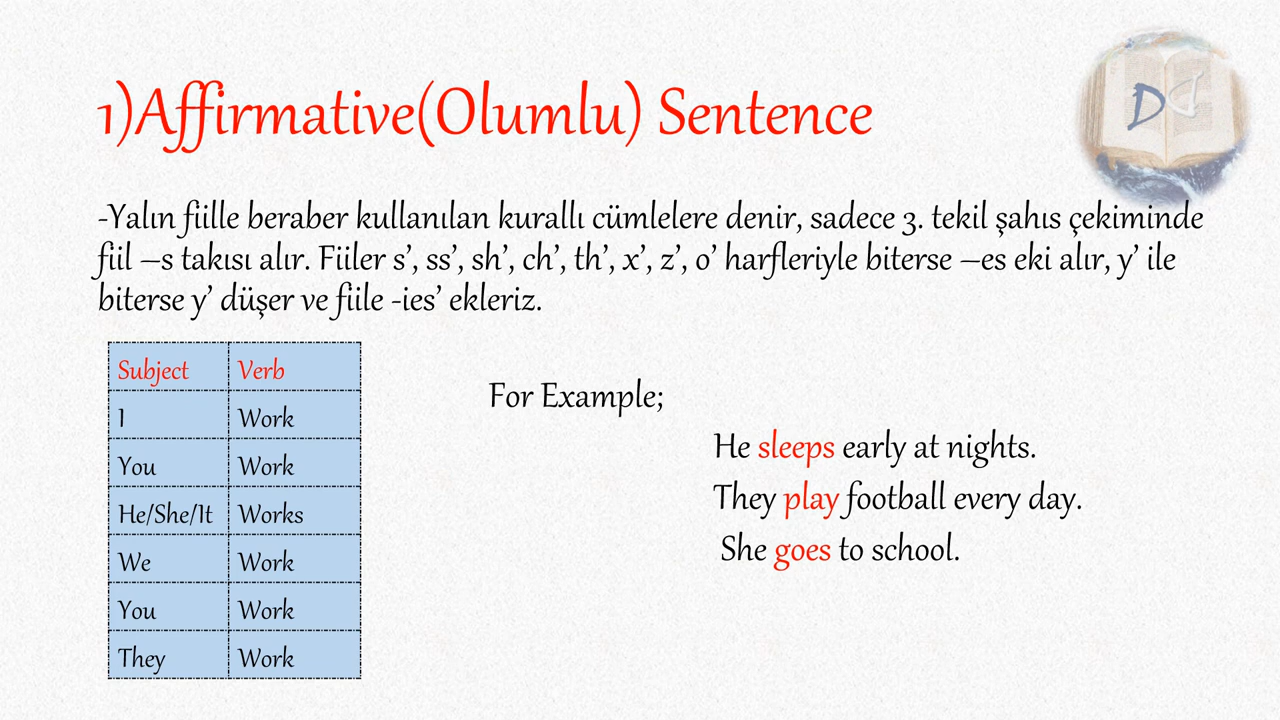 1)Affirmative(Olumlu) Sentence
-Yalın fiille beraber kullanılan kurallı cümlelere denir, sadece 3. tekil şahıs çekiminde
fiil –s takısı alır. Fiiler s’, ss’, sh’, ch’, th’, x’, z’, o’ harfleriyle biterse –es eki alır, y’ ile
biterse y’ düşer ve fiile -ies’ ekleriz.
Subject Verb
I Work
You Work
He/She/It Works
We Work
You Work
They Work
For Example;
He sleeps early at nights.
They play football every day.
She goes to school.
D d